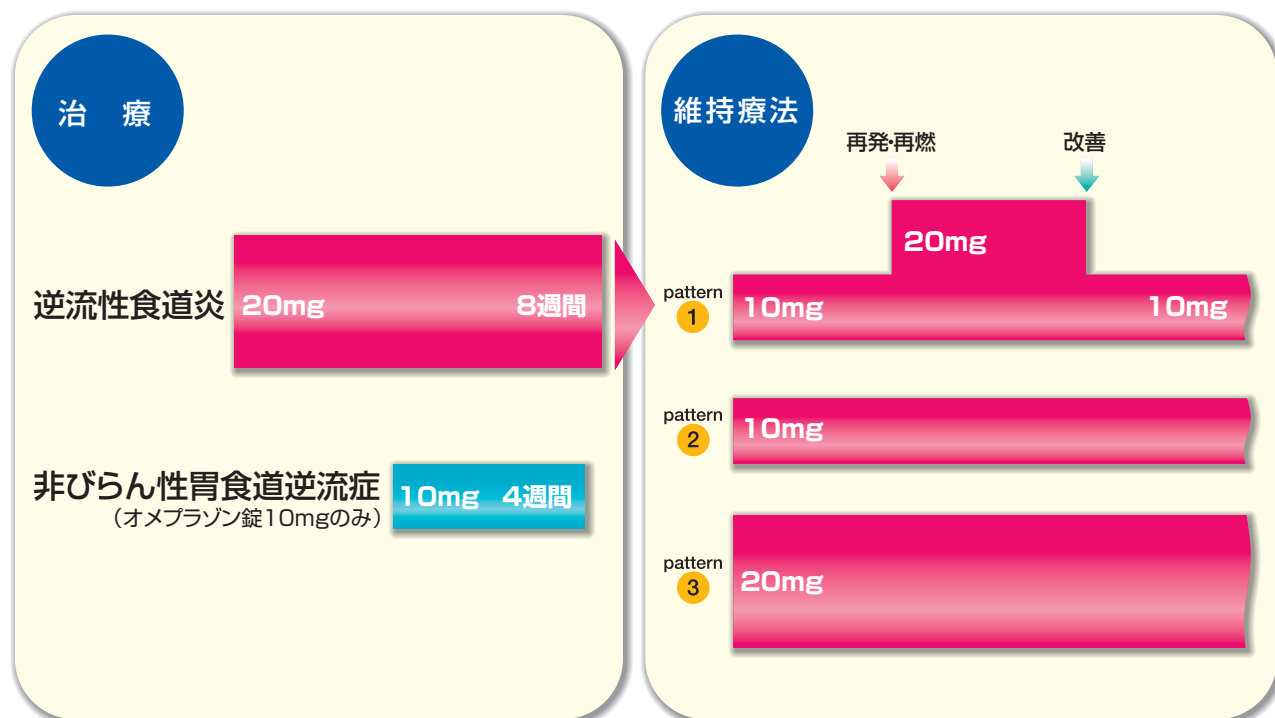 治 療
逆流性食道炎
20mg 8週間
非びらん性胃食道逆流症
(オメプラゾン錠10mgのみ)
10mg 4週間
維持療法
再発・再燃
改善
20mg
pattern
1
10mg
10mg
pattern
2
10mg
pattern
3
20mg